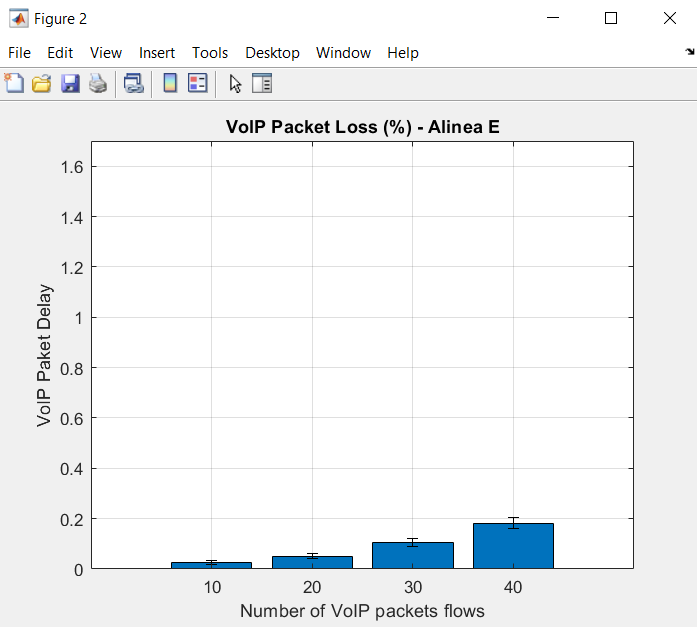 Figure 2
File Edit View Insert Tools Desktop Window Help
VoIP Packet Loss (%) - Alinea E
1.6
1.4
1.2
1
0.8
0.6
0.4
0.2
0
VoIP Paket Delay
10 20 30 40
Number of VoIP packets flows